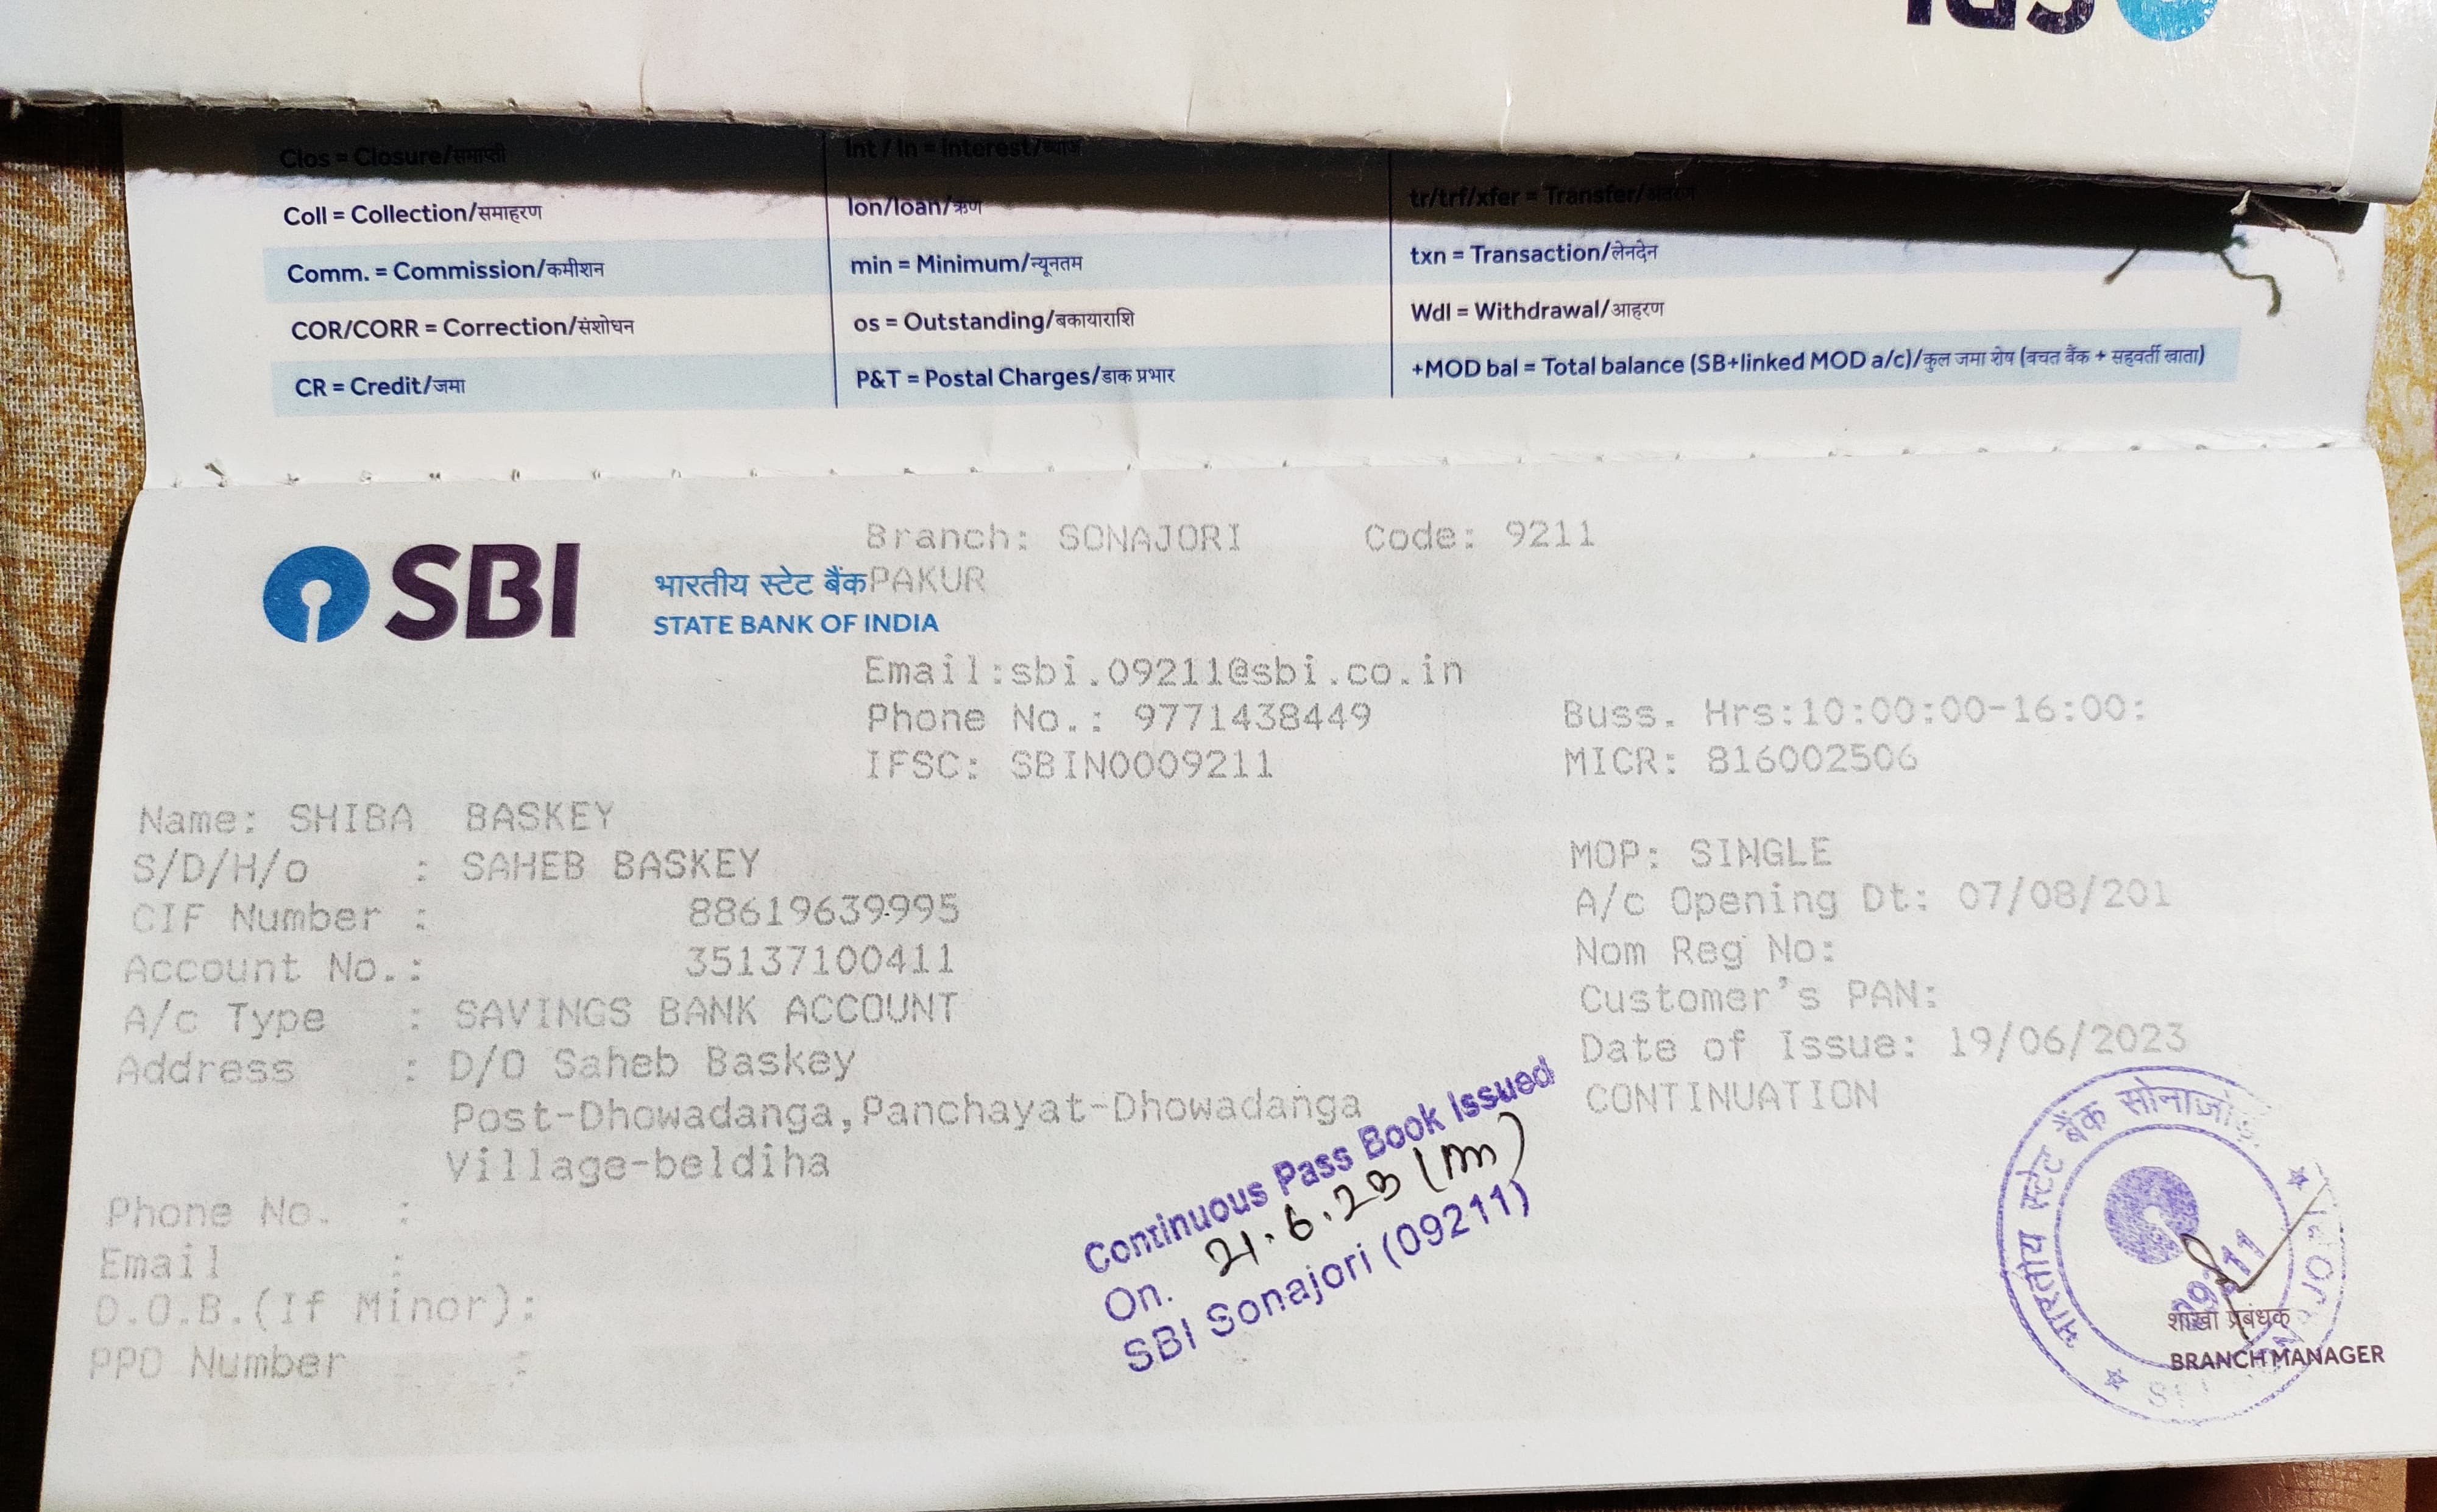 SBI
Clos = Closure/समाप्ती
Int / In = Interest/ब्याज
Coll = Collection/समाहरण
lon/loan/ऋण
tr/trf/xfer = Transfer/अंतरण
Comm. = Commission/कमीशन
min = Minimum/न्यूनतम
txn = Transaction/लेनदेन
COR/CORR = Correction/संशोधन
os = Outstanding/बकायाराशि
Wdl = Withdrawal/आहरण
CR = Credit/जमा
P&T = Postal Charges/डाक प्रभार
+MOD bal = Total balance (SB+linked MOD a/c)/कुल जमा शेष (बचत बैंक + सहवर्ती खाता)
Branch: SONAJORI Code: 9211
SBI
भारतीय स्टेट बैंक PAKUR
STATE BANK OF INDIA
Email:sbi.09211@sbi.co.in
Phone No.: 9771438449
Buss. Hrs:10:00:00-16:00:
IFSC: SBIN0009211
MICR: 816002506
Name: SHIBA BASKEY
S/D/H/o : SAHEB BASKEY
MOP: SINGLE
CIF Number : 88619639995
A/c Opening Dt: 07/08/201
Account No.: 35137100411
Nom Reg No:
A/c Type : SAVINGS BANK ACCOUNT
Customer's PAN:
Address : D/O Saheb Baskey
Date of Issue: 19/06/2023
Post-Dhowadanga,Panchayat-Dhowadanga
CONTINUATION
Village-beldiha
Phone No. :
Email :
D.O.B.(If Minor):
PPO Number :
Continuous Pass Book Issued
On. 21.6.23
SBI Sonajori (09211)
भारतीय स्टेट बैंक
शाखा प्रबंधक
BRANCH MANAGER